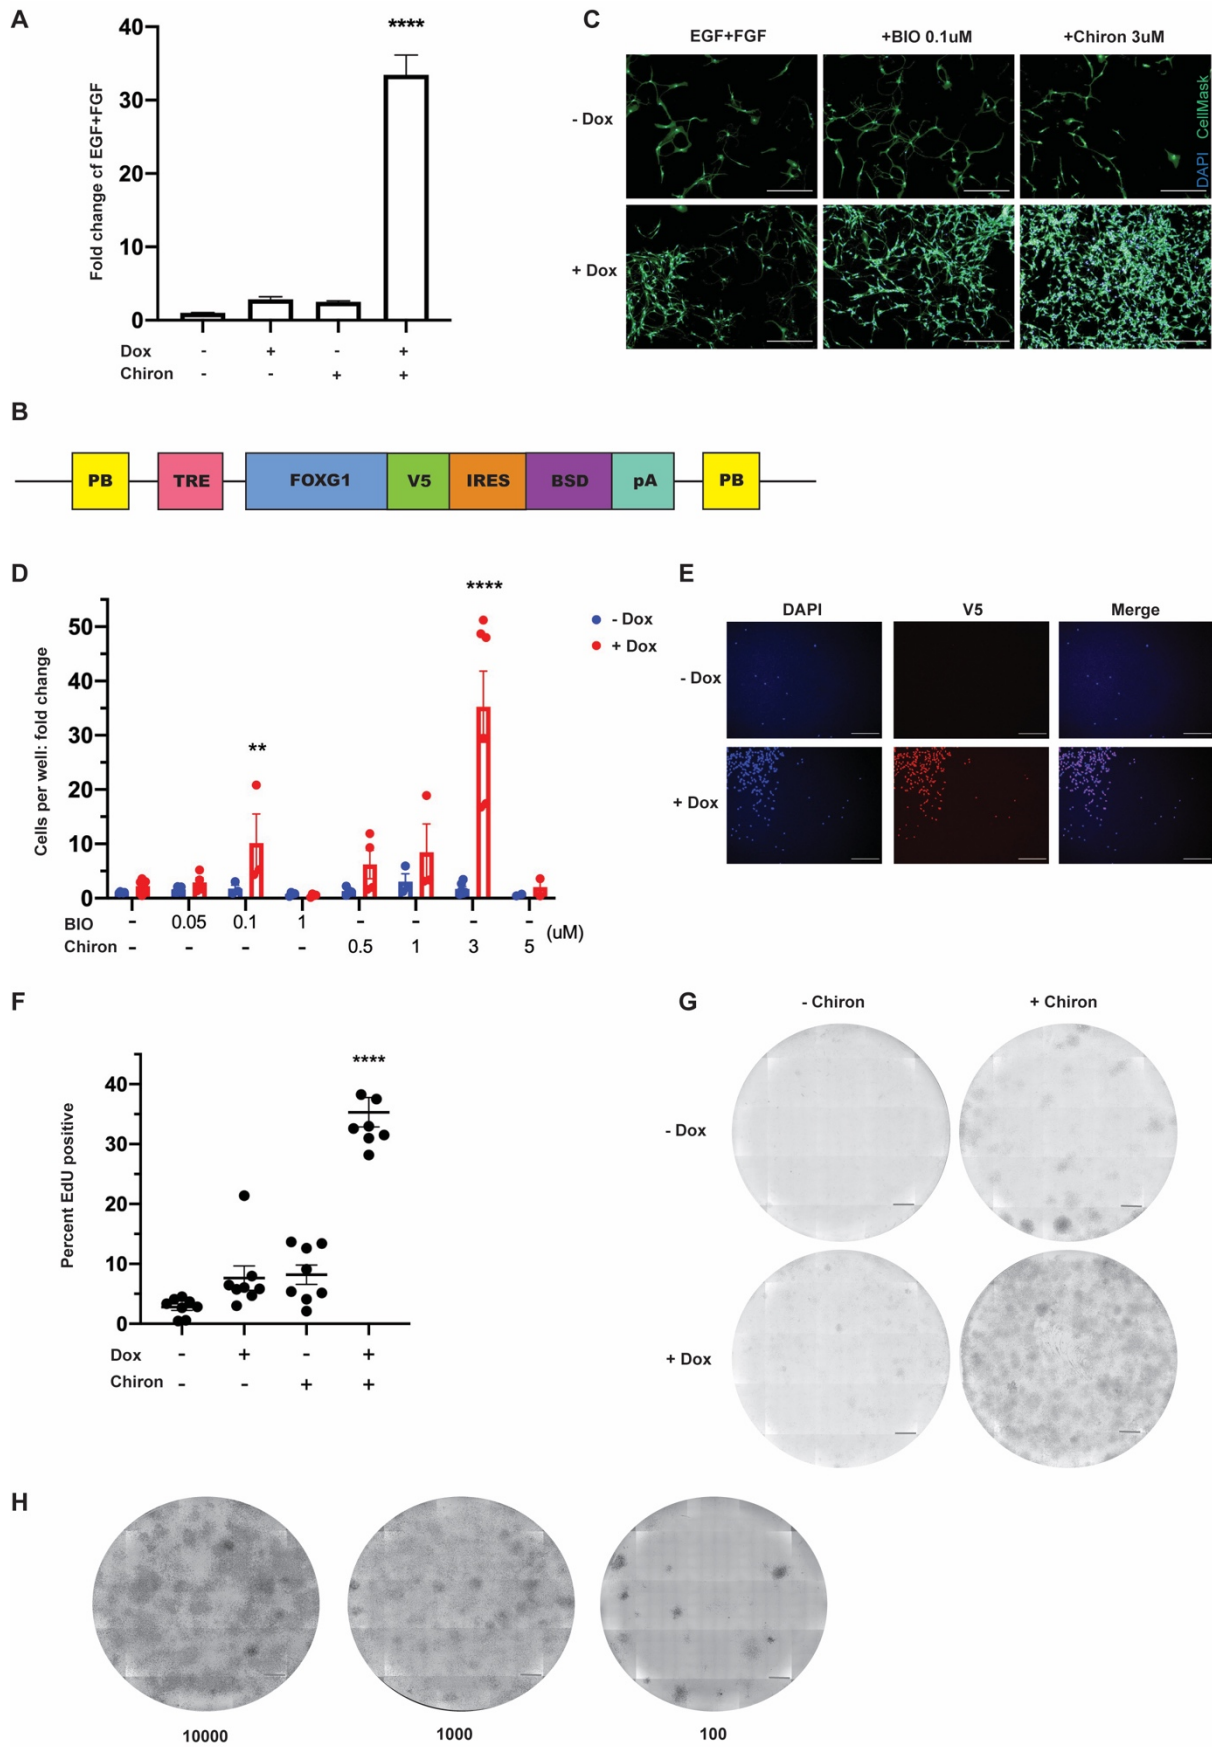 A
40
30
20
10
0
Fold change cf EGF+FGF
****
Dox - + - +
Chiron - - + +
C
EGF+FGF +BIO 0.1uM +Chiron 3uM
- Dox
+ Dox
DAPI CellMask
B
PB TRE FOXG1 V5 IRES BSD pA PB
D
50
40
30
20
10
0
Cells per well: fold change
**
****
- Dox
+ Dox
BIO - 0.05 0.1 1 - - - -
Chiron - - - - 0.5 1 3 5
(uM)
E
DAPI V5 Merge
- Dox
+ Dox
F
40
30
20
10
0
Percent EdU positive
****
Dox - + - +
Chiron - - + +
G
- Chiron + Chiron
- Dox
+ Dox
H
10000 1000 100